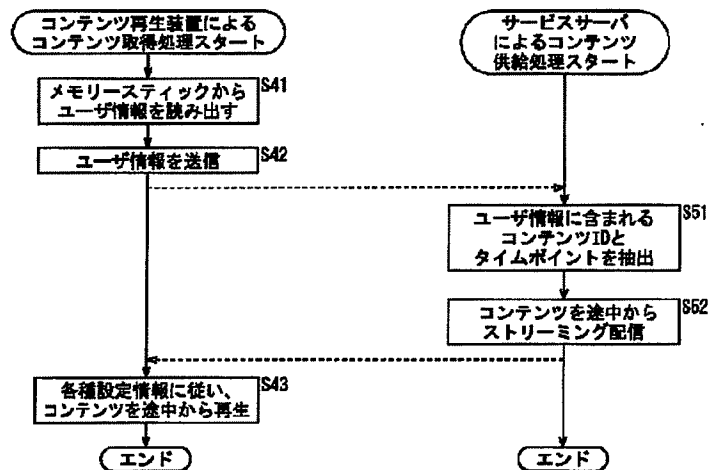 コンテンツ再生装置による
コンテンツ取得処理スタート
サービスサーバ
によるコンテンツ
供給処理スタート
メモリースティックから
ユーザ情報を読み出す
S41
ユーザ情報を送信
S42
ユーザ情報に含まれる
コンテンツIDと
タイムポイントを抽出
S51
コンテンツを途中から
ストリーミング配信
S52
各種設定情報に従い、
コンテンツを途中から再生
S43
エンド
エンド